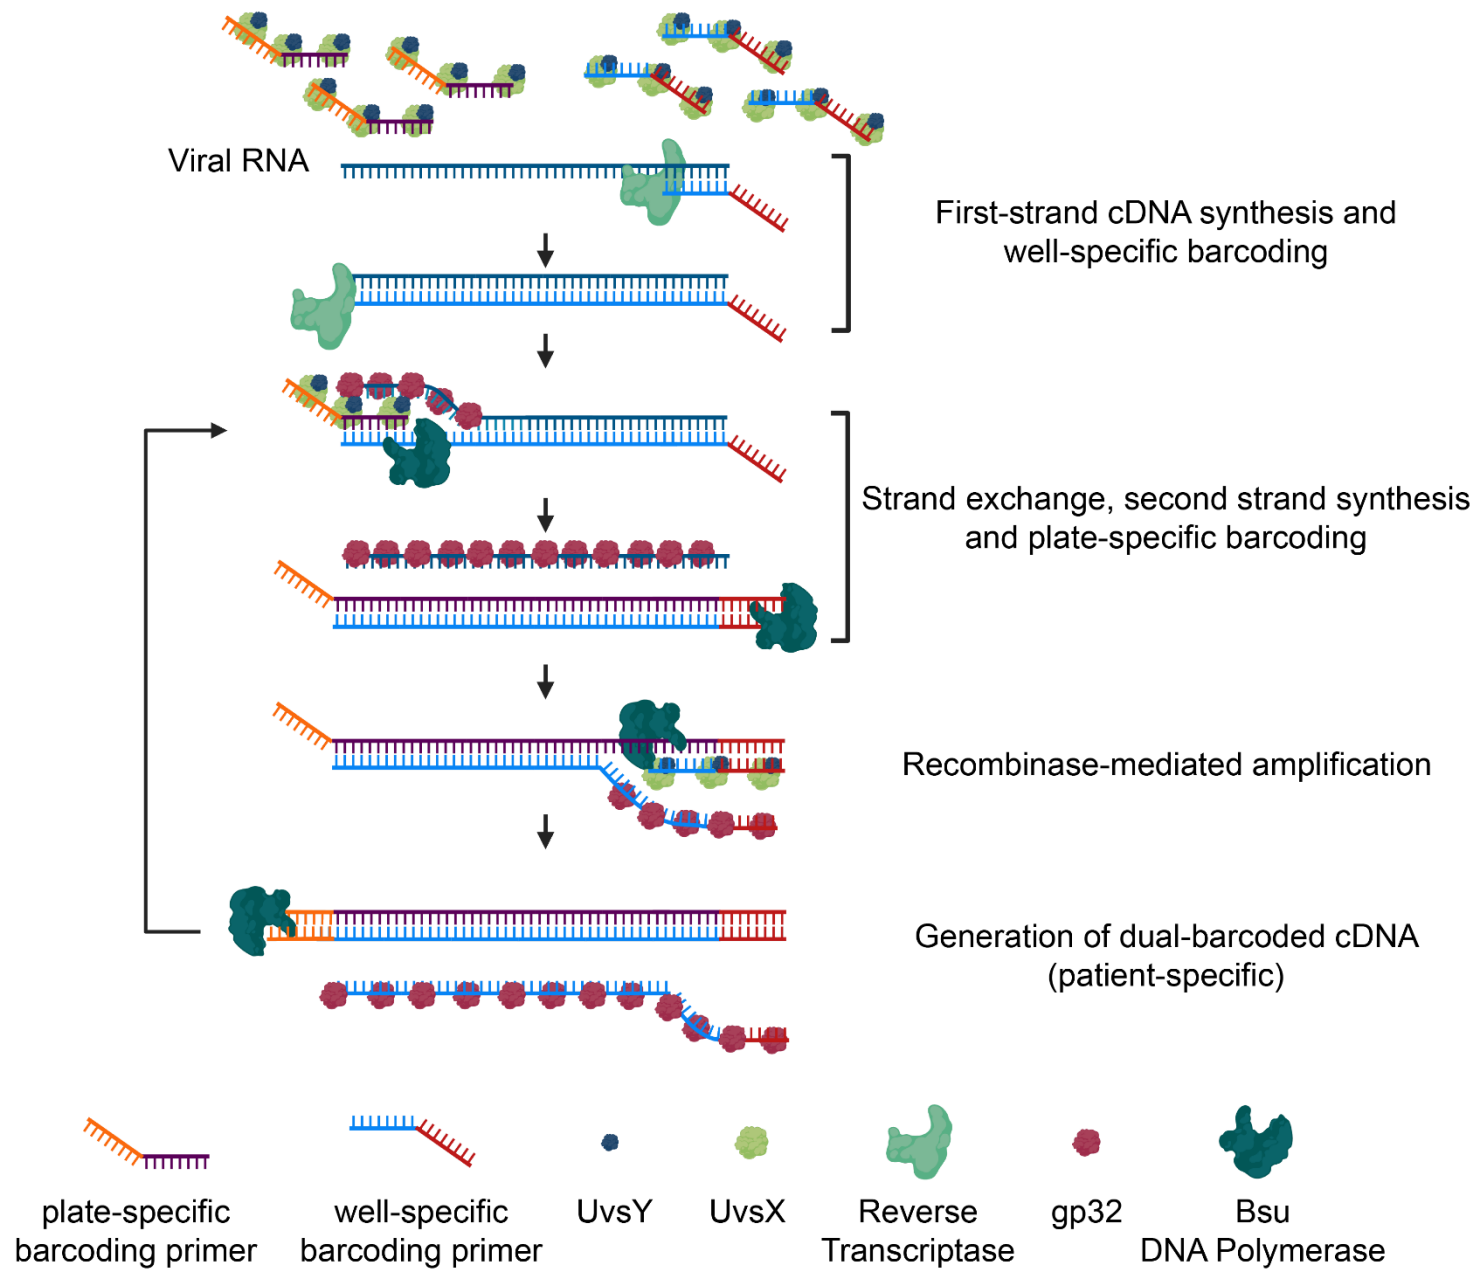 Viral RNA
First-strand cDNA synthesis and
well-specific barcoding
Strand exchange, second strand synthesis
and plate-specific barcoding
Recombinase-mediated amplification
Generation of dual-barcoded cDNA
(patient-specific)
plate-specific
barcoding primer
well-specific
barcoding primer
UvsY
UvsX
Reverse
Transcriptase
gp32
Bsu
DNA Polymerase